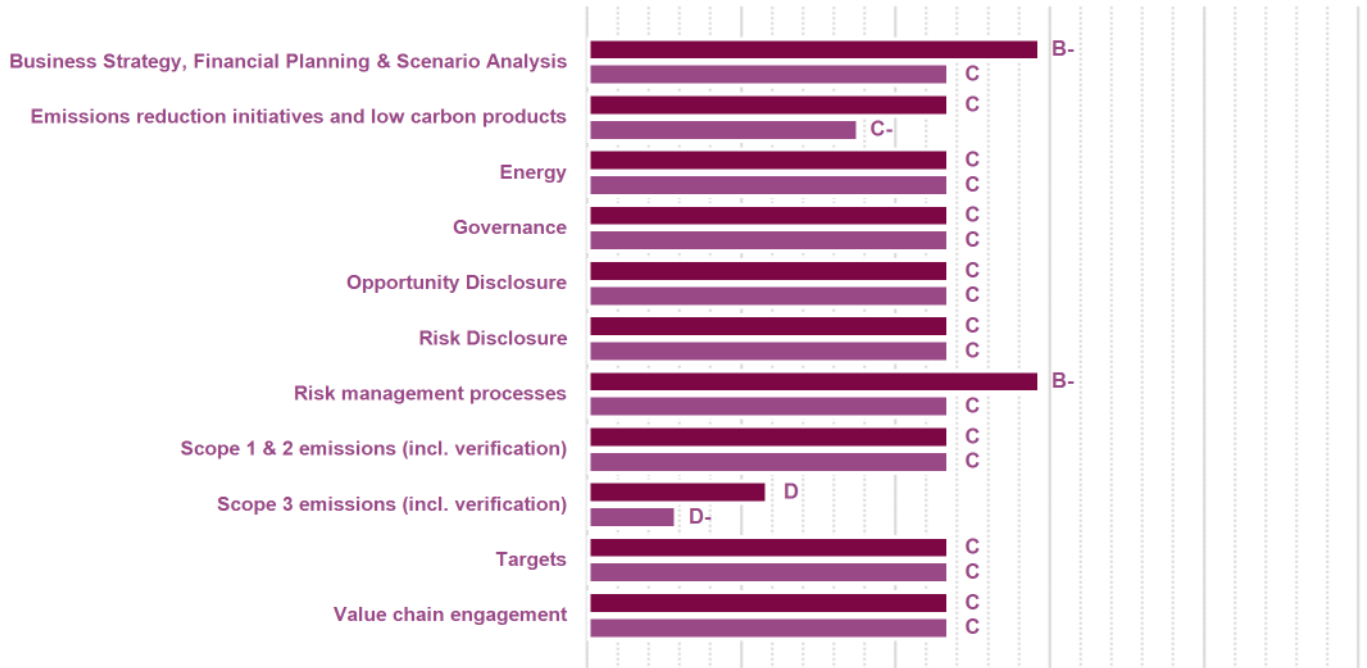 B-
Business Strategy, Financial Planning & Scenario Analysis
C
C
Emissions reduction initiatives and low carbon products
C-
C
Energy
C
C
Governance
C
C
Opportunity Disclosure
C
C
Risk Disclosure
C
B-
Risk management processes
C
C
Scope 1 & 2 emissions (incl. verification)
C
D
Scope 3 emissions (incl. verification)
D-
C
Targets
C
C
Value chain engagement
C